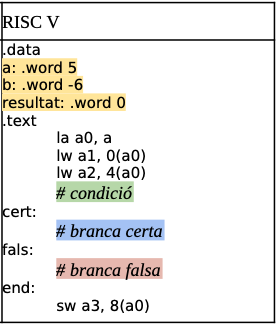 RISC V
.data
a: .word 5
b: .word -6
resultat: .word 0
.text
la a0, a
lw a1, 0(a0)
lw a2, 4(a0)
# condició
cert:
# branca certa
fals:
# branca falsa
end:
sw a3, 8(a0)